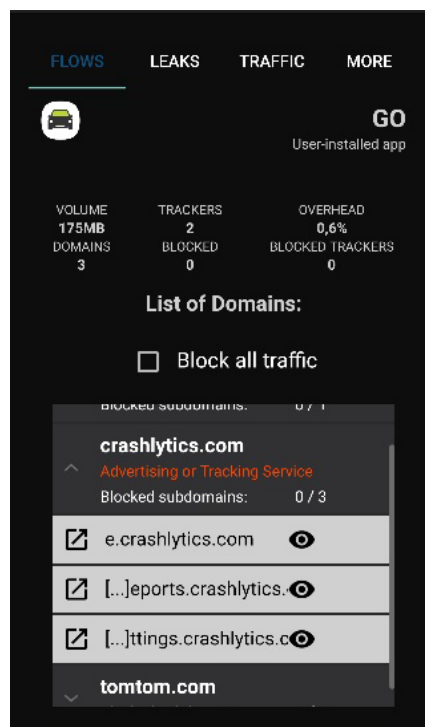 FLOWS LEAKS TRAFFIC MORE
GO
User-installed app
VOLUME TRACKERS OVERHEAD
175MB 2 0,6%
DOMAINS BLOCKED BLOCKED TRACKERS
3 0 0
List of Domains:
Block all traffic
Blocked subdomains: 0 / 1
crashlytics.com
Advertising or Tracking Service
Blocked subdomains: 0 / 3
e.crashlytics.com
[...]eports.crashlytics.
[...]ttings.crashlytics.c
tomtom.com